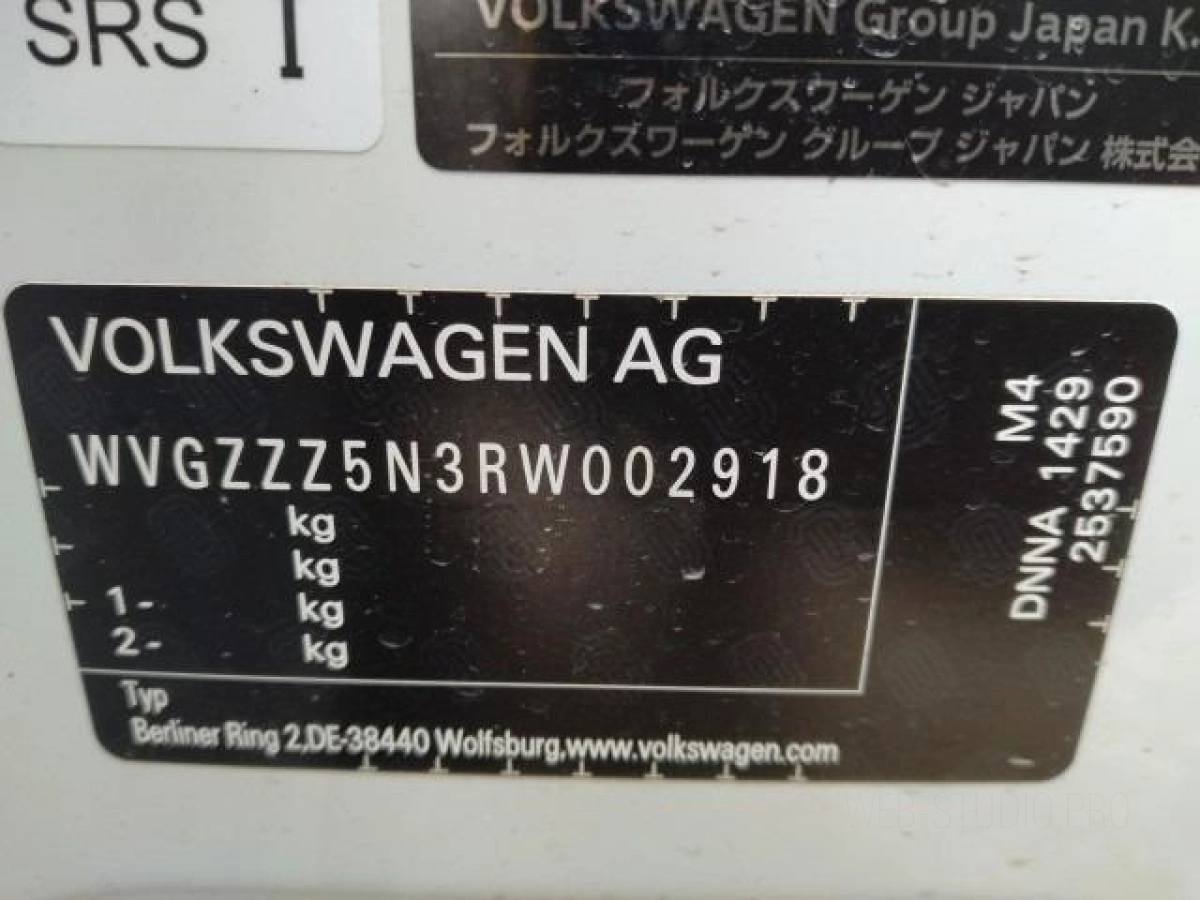 SRS I
VOLKSWAGEN Group Japan K.
フォルクスワーゲン ジャパン
フォルクスワーゲン グループ ジャパン 株式会
VOLKSWAGEN AG
WVGZZZ5N3RW002918
kg
kg
1- kg
2- kg
Typ
Berliner Ring 2,DE-38440 Wolfsburg,www.volkswagen.com
M4
DNNA 1429
2537590
WEB-STUDIO.PRO